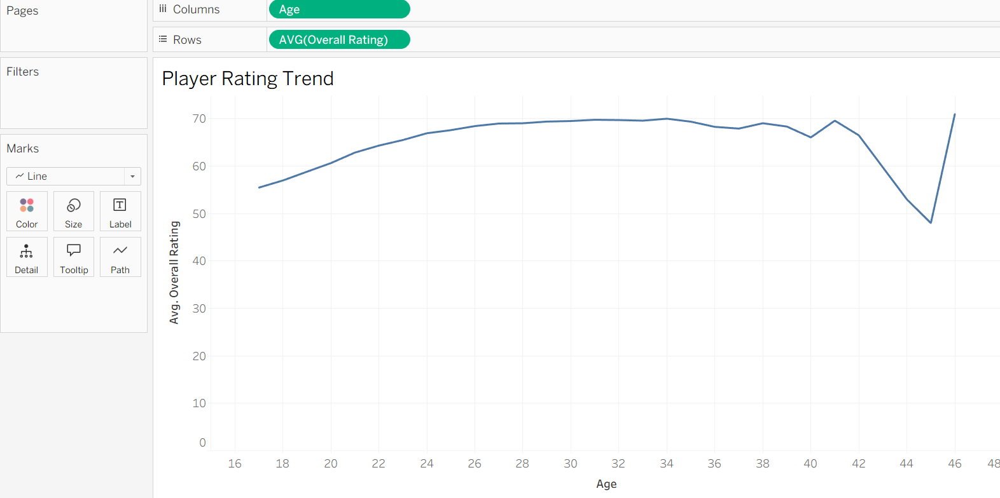 Pages
Columns
Age
Rows
AVG(Overall Rating)
Filters
Marks
Line
Color
Size
Label
Detail
Tooltip
Path
Player Rating Trend
Avg. Overall Rating
70
60
50
40
30
20
10
0
16 18 20 22 24 26 28 30 32 34 36 38 40 42 44 46 48
Age